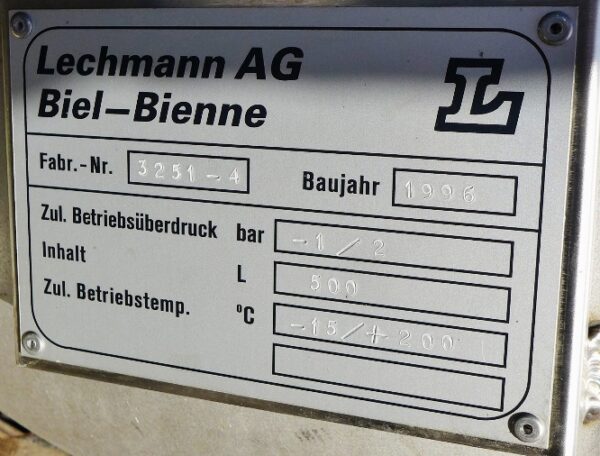 Lechmann AG
Biel–Bienne
L
Fabr.-Nr. 3251-4 Baujahr 1996
Zul. Betriebsüberdruck bar -1/2
Inhalt L 500
Zul. Betriebstemp. °C -15/+200